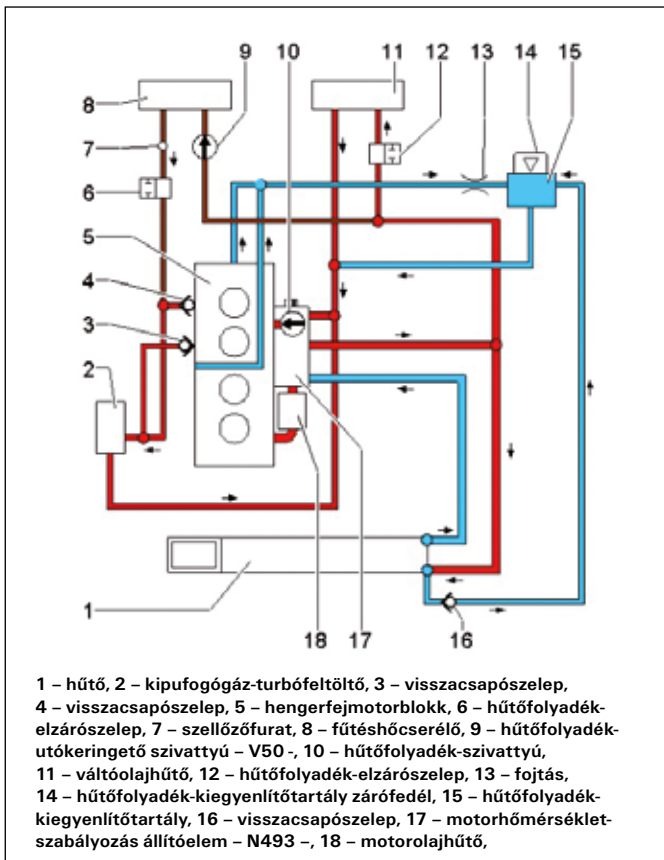 9 10 11 12 13 14 15
8
7
6
5
4
3
2
1
18 17 16
1 – hűtő, 2 – kipufogógáz-turbófeltöltő, 3 – visszacsapószelep,
4 – visszacsapószelep, 5 – hengerfejmotorblokk, 6 – hűtőfolyadék-
elzárószelep, 7 – szellőzőfurat, 8 – fűtéshőcserélő, 9 – hűtőfolyadék-
utókeringető szivattyú – V50 -, 10 – hűtőfolyadék-szivattyú,
11 – váltóolajhűtő, 12 – hűtőfolyadék-elzárószelep, 13 – fojtás,
14 – hűtőfolyadék-kiegyenlítőtartály zárófedél, 15 – hűtőfolyadék-
kiegyenlítőtartály, 16 – visszacsapószelep, 17 – motorhőmérséklet-
szabályozás állítóelem – N493 –, 18 – motorolajhűtő,